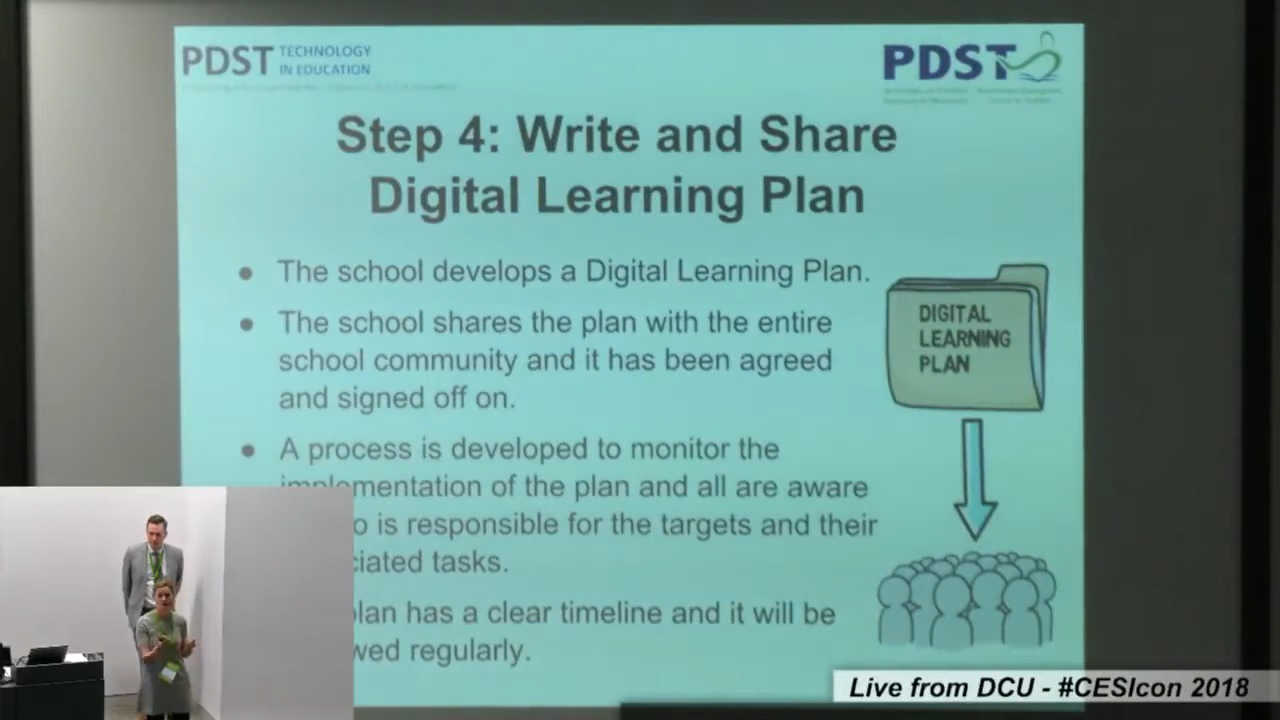 PDST TECHNOLOGY
IN EDUCATION
PDST
Step 4: Write and Share
Digital Learning Plan
● The school develops a Digital Learning Plan.
● The school shares the plan with the entire
school community and it has been agreed
and signed off on.
● A process is developed to monitor the
implementation of the plan and all are aware
o is responsible for the targets and their
ciated tasks.
plan has a clear timeline and it will be
wed regularly.
DIGITAL
LEARNING
PLAN
Live from DCU - #CESIcon 2018